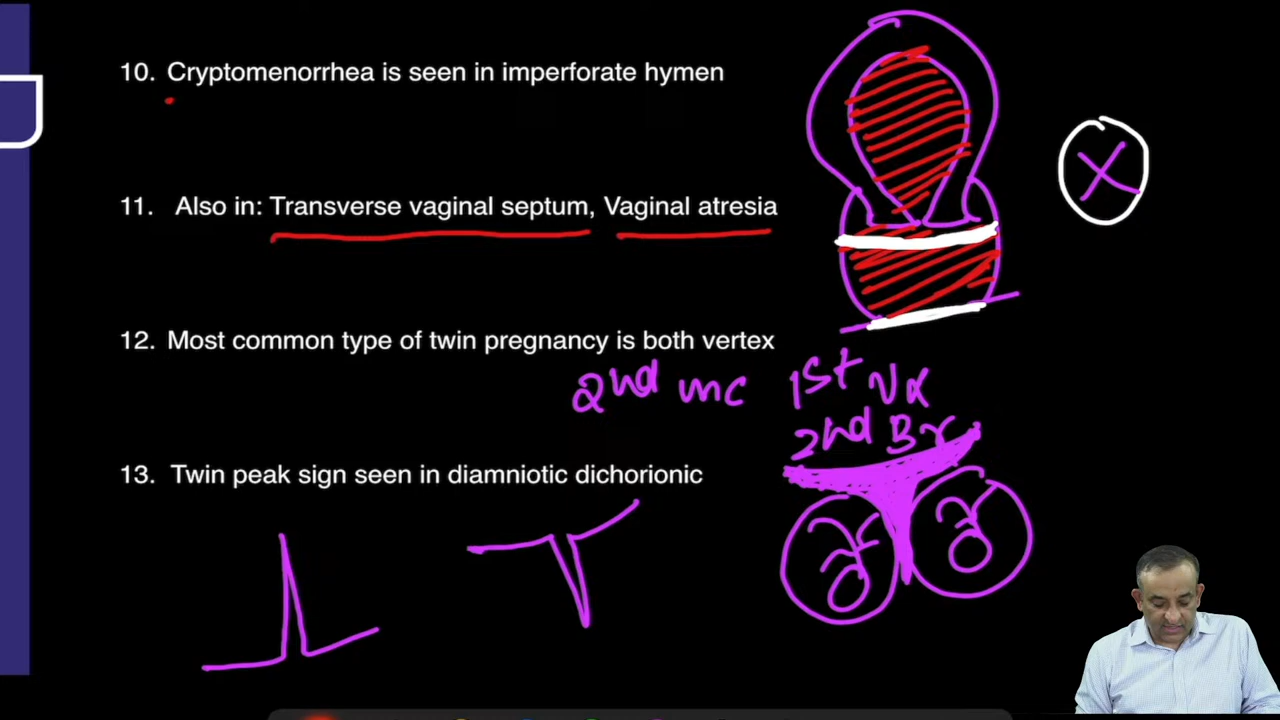 10. Cryptomenorrhea is seen in imperforate hymen
11. Also in: Transverse vaginal septum, Vaginal atresia
12. Most common type of twin pregnancy is both vertex
2nd mc 1st Vx
2nd Bx
13. Twin peak sign seen in diamniotic dichorionic